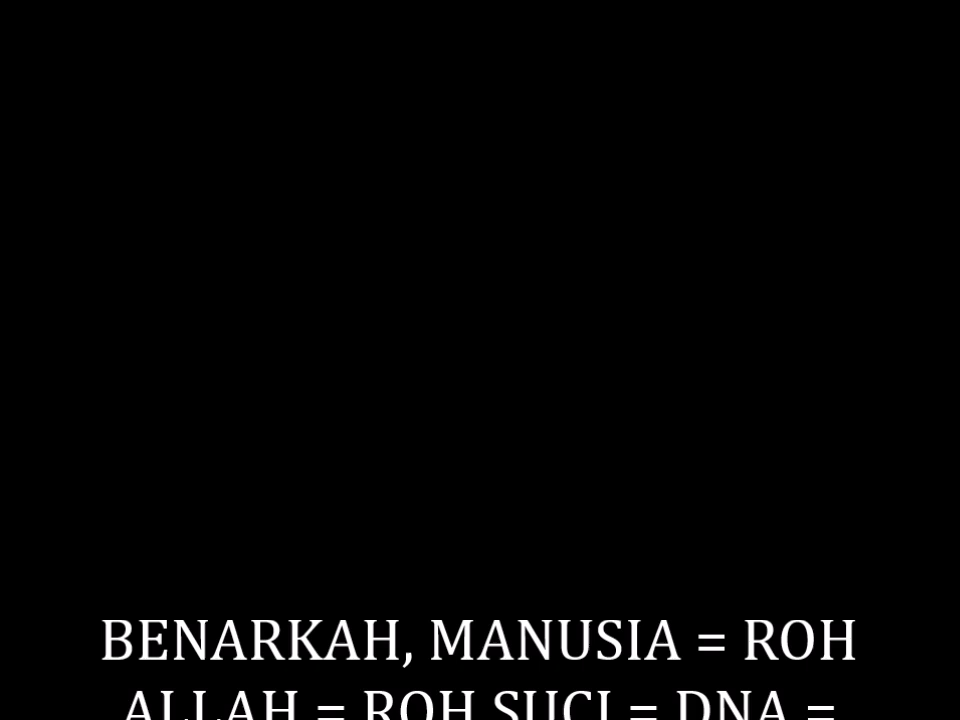 BENARKAH, MANUSIA = ROH
ALLAH = ROH SUCI = DNA =